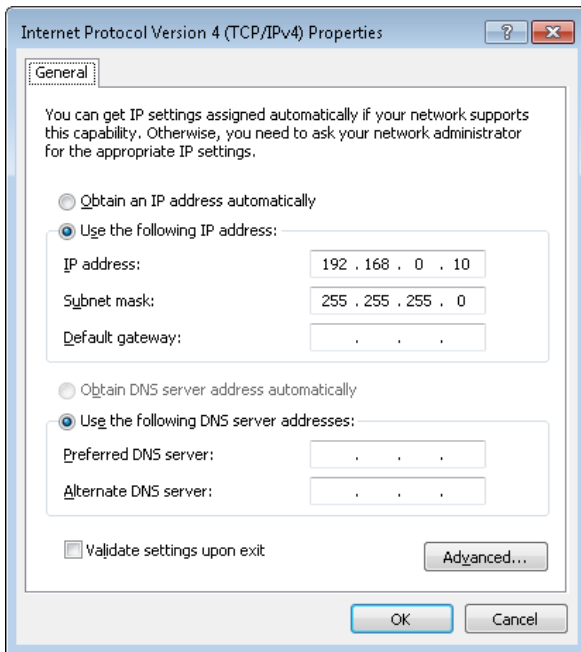 Internet Protocol Version 4 (TCP/IPv4) Properties
?
General
You can get IP settings assigned automatically if your network supports
this capability. Otherwise, you need to ask your network administrator
for the appropriate IP settings.
Obtain an IP address automatically
Use the following IP address:
IP address: 192 . 168 . 0 . 10
Subnet mask: 255 . 255 . 255 . 0
Default gateway: . . .
Obtain DNS server address automatically
Use the following DNS server addresses:
Preferred DNS server: . . .
Alternate DNS server: . . .
Validate settings upon exit
Advanced...
OK Cancel